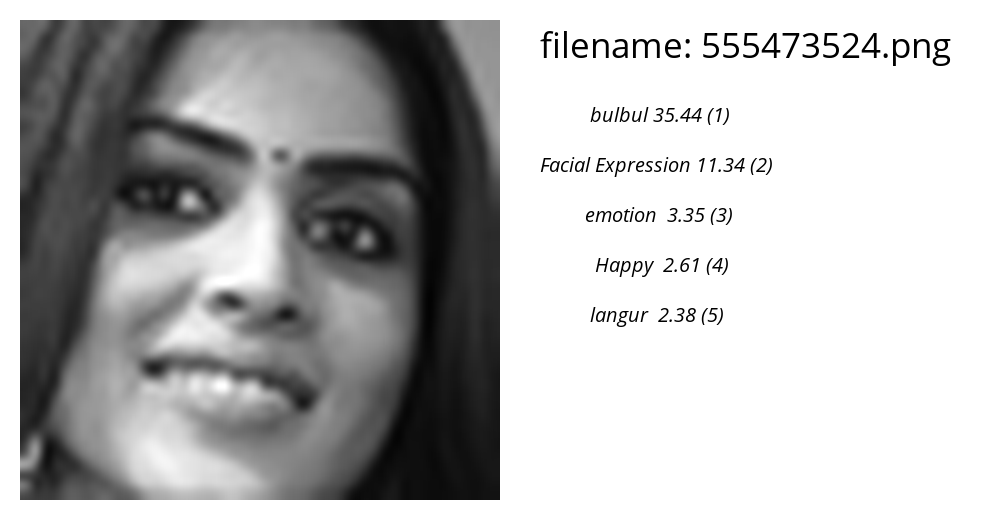 filename: 555473524.png
bulbul 35.44 (1)
Facial Expression 11.34 (2)
emotion 3.35 (3)
Happy 2.61 (4)
langur 2.38 (5)